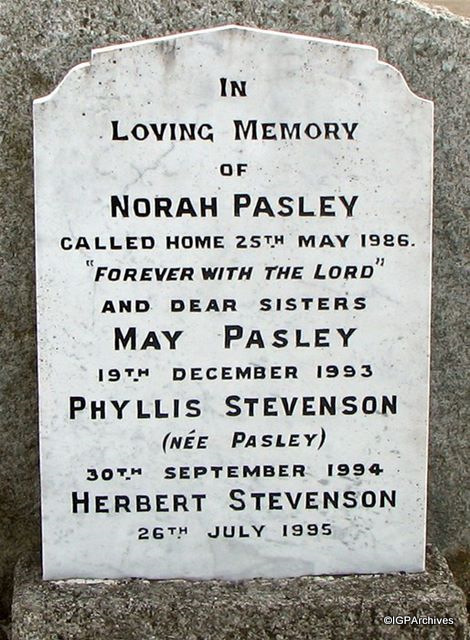 IN
LOVING MEMORY
OF
NORAH PASLEY
CALLED HOME 25TH MAY 1986.
"FOREVER WITH THE LORD"
AND DEAR SISTERS
MAY PASLEY
19TH DECEMBER 1993
PHYLLIS STEVENSON
(NÉE PASLEY)
30TH SEPTEMBER 1994
HERBERT STEVENSON
26TH JULY 1995
©IGPArchives